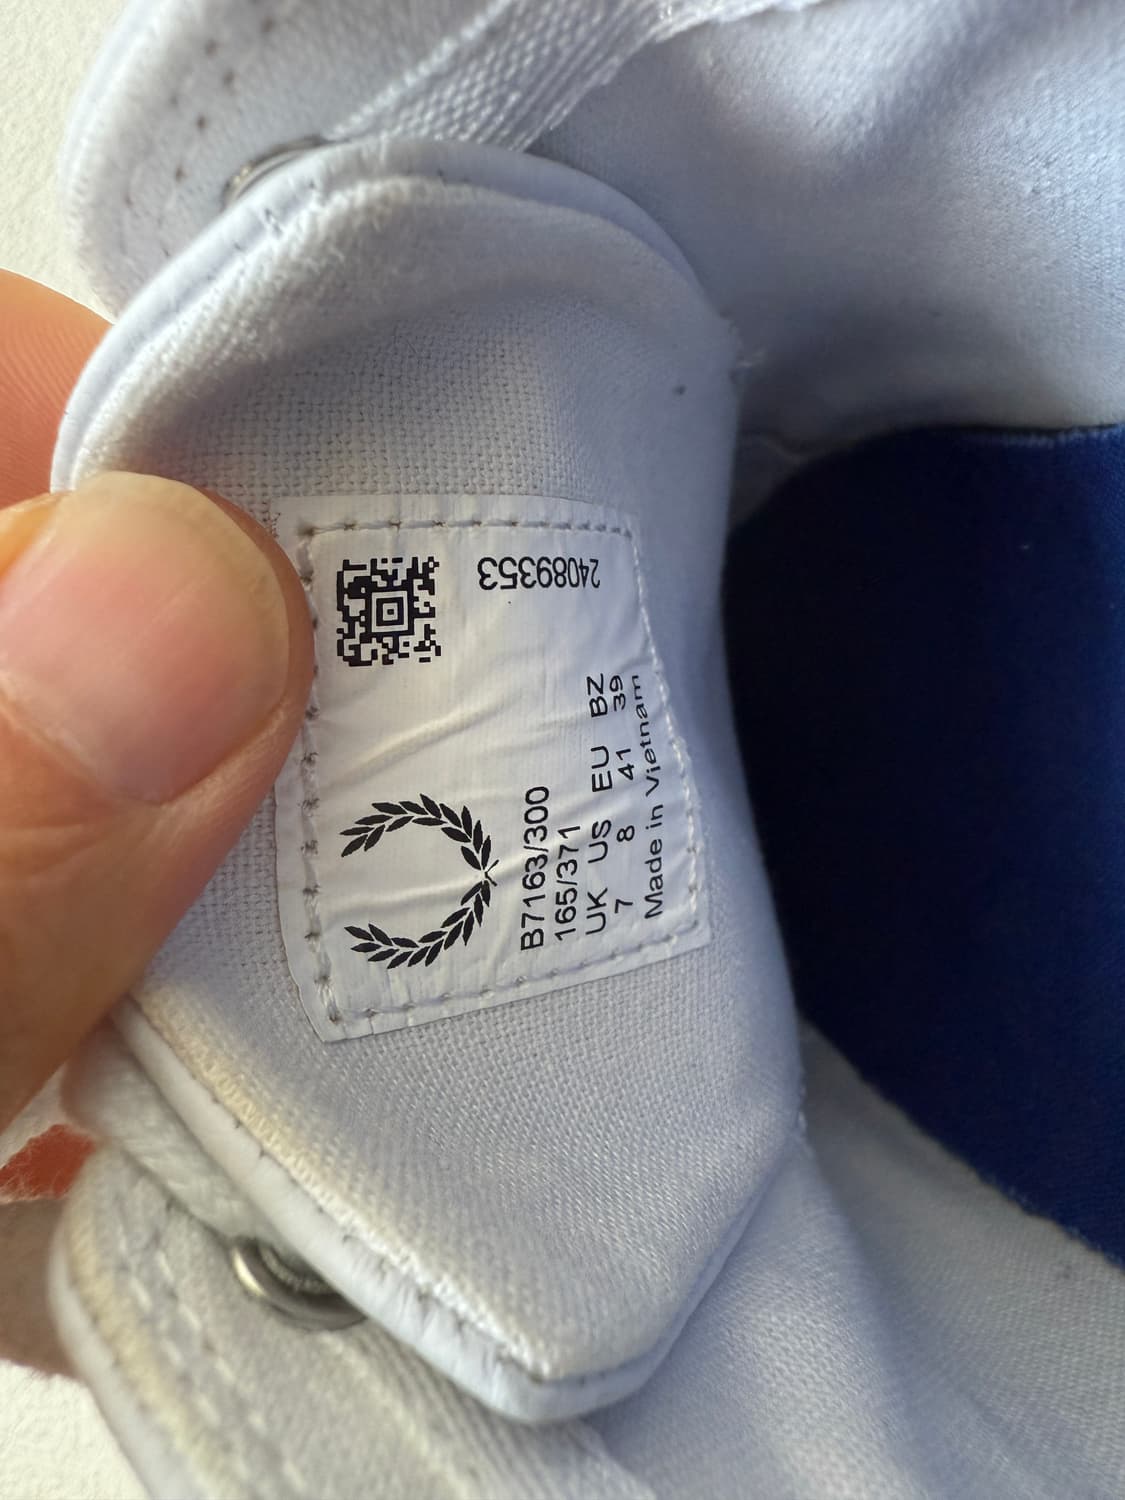 B7163/300
165/371
UK US EU BZ
7 8 41 39
Made in Vietnam
24089353